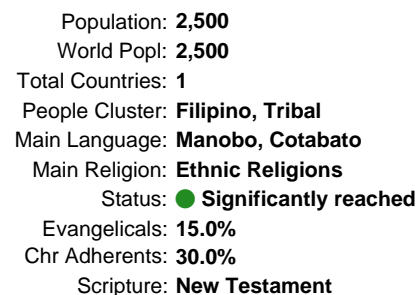 Population: 2,500
World Popl: 2,500
Total Countries: 1
People Cluster: Filipino, Tribal
Main Language: Manobo, Cotabato
Main Religion: Ethnic Religions
Status: Significantly reached
Evangelicals: 15.0%
Chr Adherents: 30.0%
Scripture: New Testament